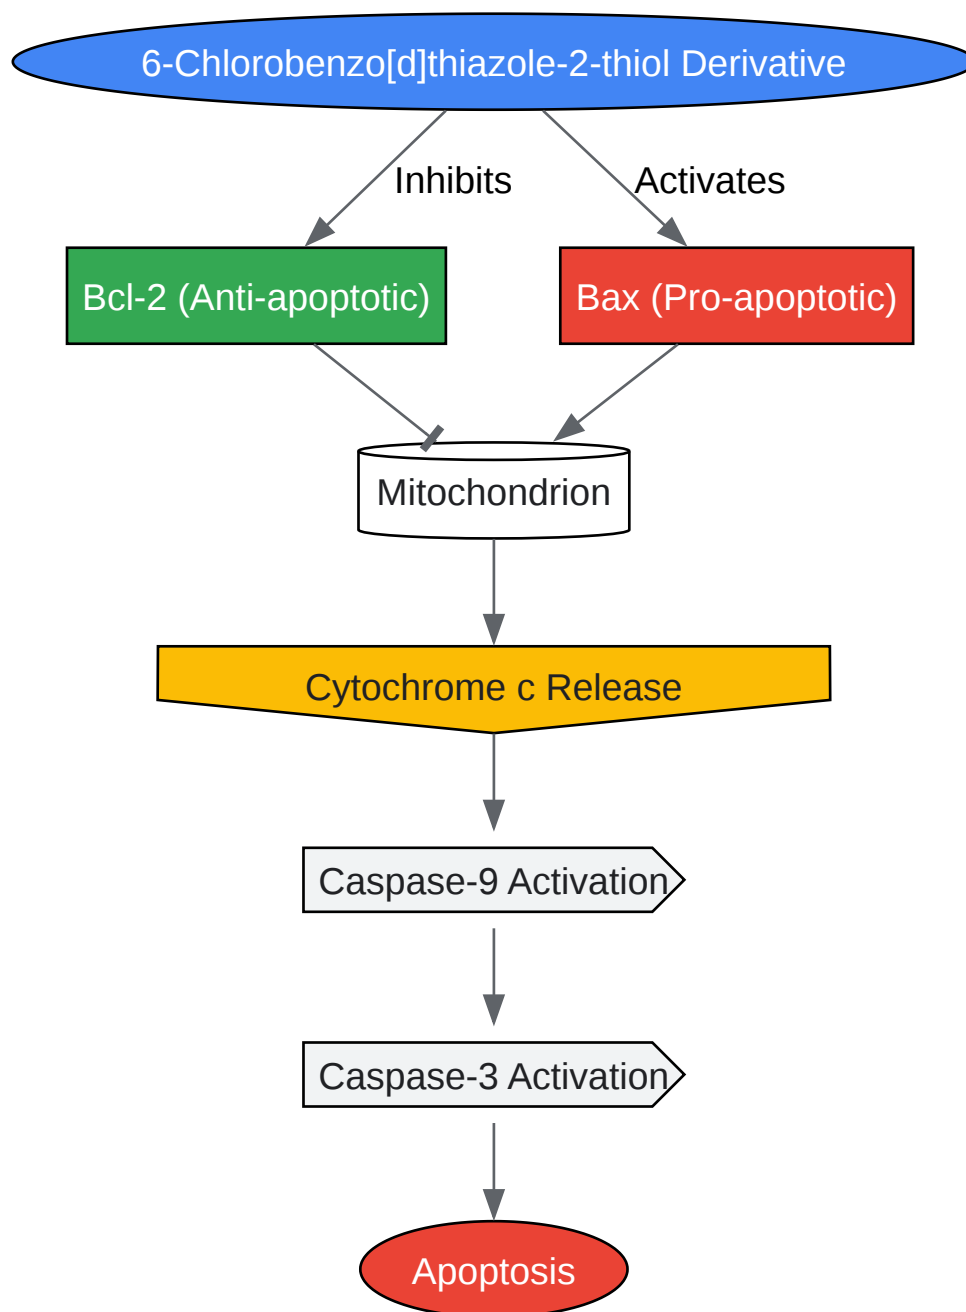 6-Chlorobenzo[d]thiazole-2-thiol Derivative
Inhibits
Activates
Bcl-2 (Anti-apoptotic)
Bax (Pro-apoptotic)
Mitochondrion
Cytochrome c Release
Caspase-9 Activation
Caspase-3 Activation
Apoptosis